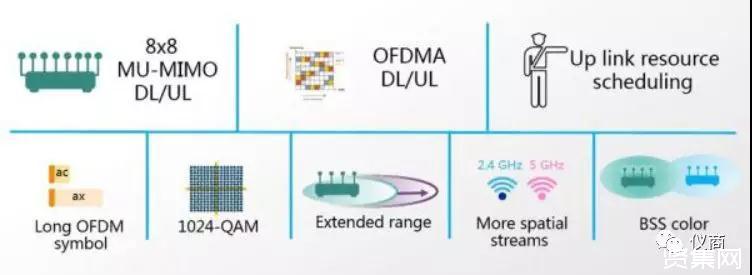 8x8
MU-MIMO
DL/UL
OFDMA
DL/UL
Up link resource
scheduling
ac
ax
Long OFDM
symbol
1024-QAM
Extended range
2.4 GHz
5 GHz
More spatial
streams
BSS color
仪商
资集网